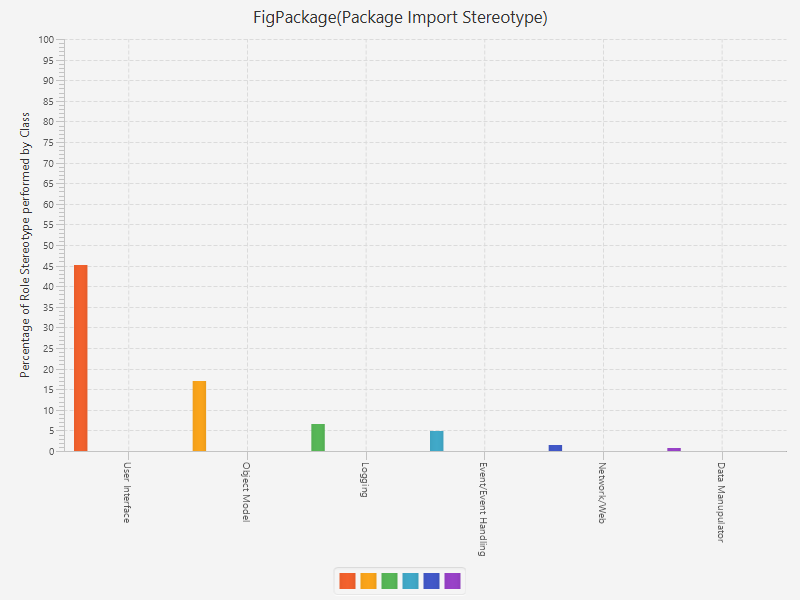 FigPackage(Package Import Stereotype)
Percentage of Role Stereotype performed by Class
100
95
90
85
80
75
70
65
60
55
50
45
40
35
30
25
20
15
10
5
0
User Interface
Object Model
Logging
Event/Event Handling
Network/Web
Data Manupulator